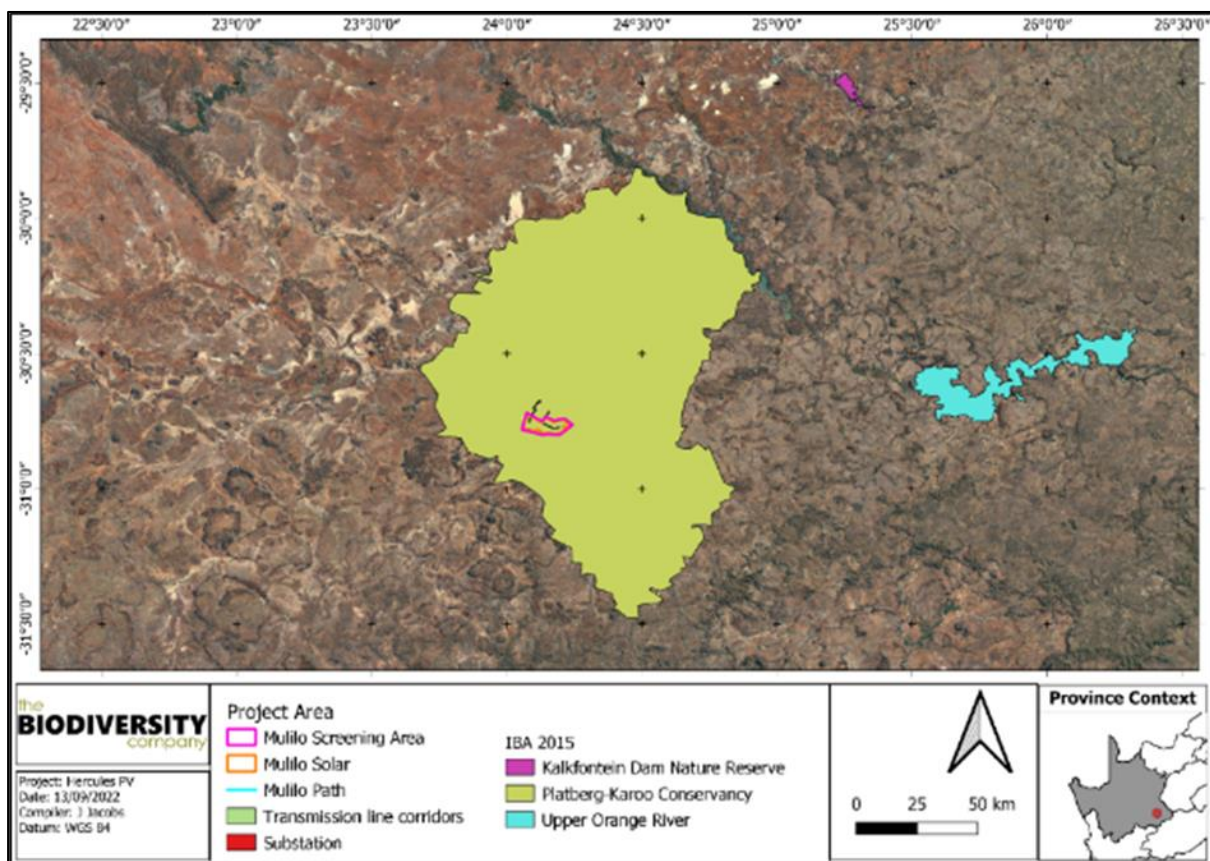 22°30'0" 23°0'0" 23°30'0" 24°0'0" 24°30'0" 25°0'0" 25°30'0" 26°0'0" 26°30'0"
-29°30'0"
-30°0'0"
-30°30'0"
-31°0'0"
-31°30'0"
the
BIODIVERSITY
company
Project: Hercules PV
Date: 13/09/2022
Compiler: J Jacobs
Datum: WGS 84
Project Area
Mulilo Screening Area
Mulilo Solar
Mulilo Path
Transmission line corridors
Substation
IBA 2015
Kalkfontein Dam Nature Reserve
Platberg-Karoo Conservancy
Upper Orange River
0 25 50 km
Province Context